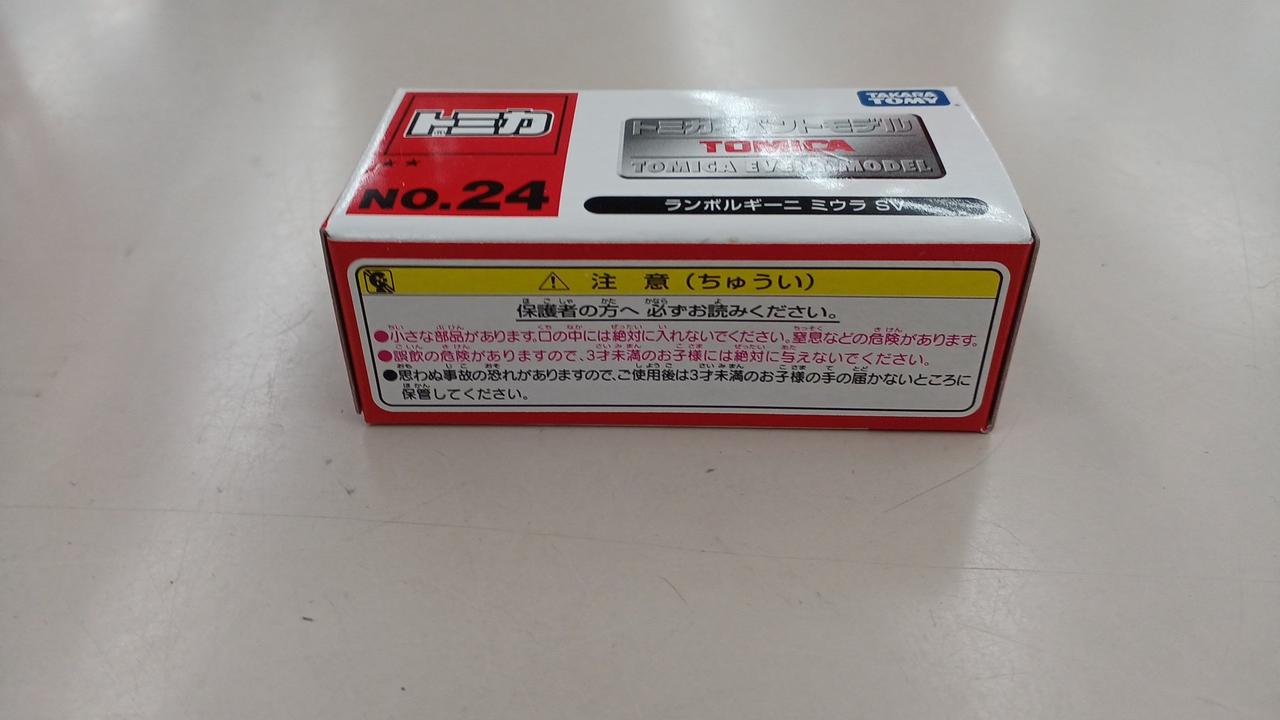 トミカ
NO.24
TAKARA TOMY
トミカイベントモデル
TOMICA
TOMICA EVENT MODEL
ランボルギーニ ミウラ SV
注 意(ちゅうい)
保護者の方へ 必ずお読みください。
●小さな部品があります。口の中には絶対に入れないでください。窒息などの危険があります。
●誤飲の危険がありますので、3才未満のお子様には絶対に与えないでください。
●思わぬ事故の恐れがありますので、ご使用後は3才未満のお子様の手の届かないところに
保管してください。